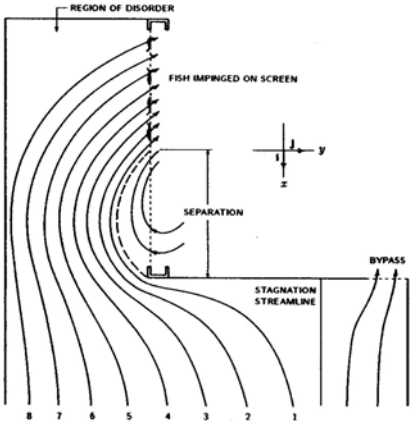 REGION OF DISORDER
FISH IMPINGED ON SCREEN
J
i
y
x
SEPARATION
BYPASS
STAGNATION
STREAMLINE
8 7 6 5 4 3 2 1